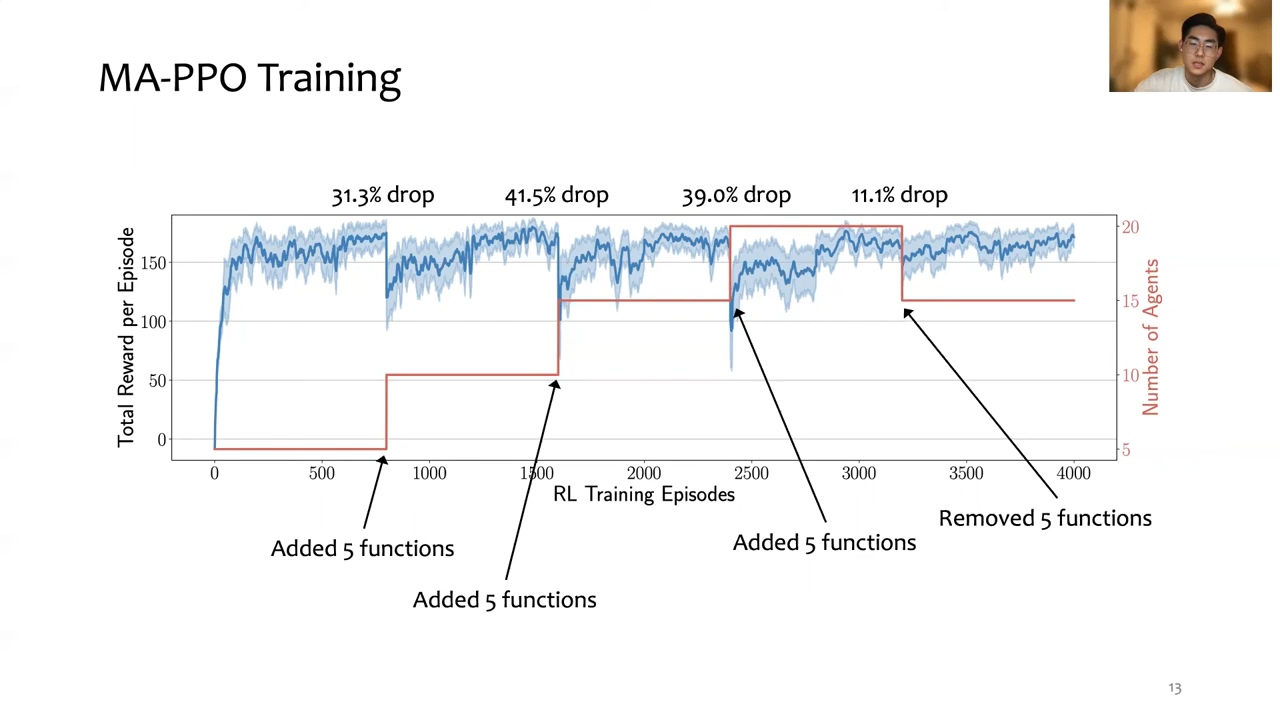 MA-PPO Training
31.3% drop
41.5% drop
39.0% drop
11.1% drop
Total Reward per Episode
150
100
50
0
20
15
10
5
Number of Agents
0
500
1000
1500
2000
2500
3000
3500
4000
RL Training Episodes
Added 5 functions
Added 5 functions
Added 5 functions
Removed 5 functions
13